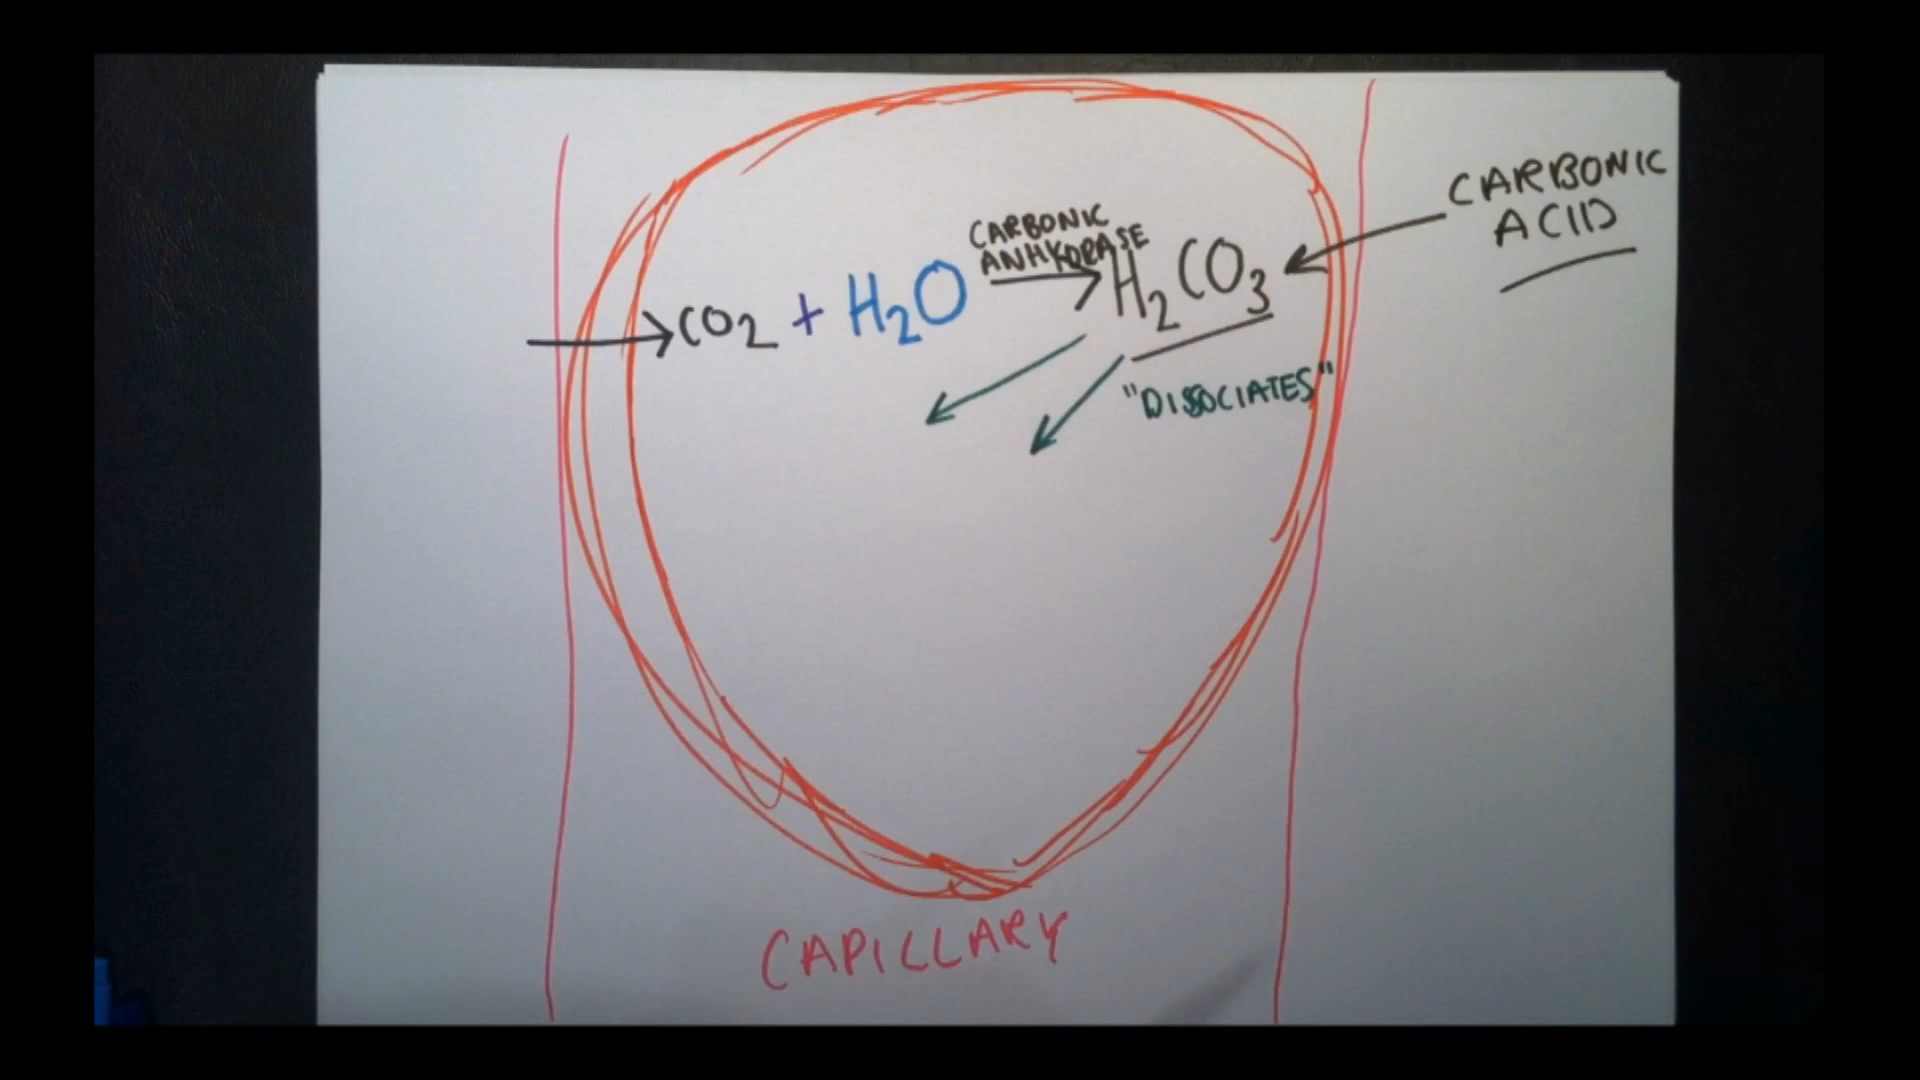 CARBONIC
ACID
CARBONIC
ANHYDRASE
CO2 + H2O → H2CO3
"DISSOCIATES"
CAPILLARY